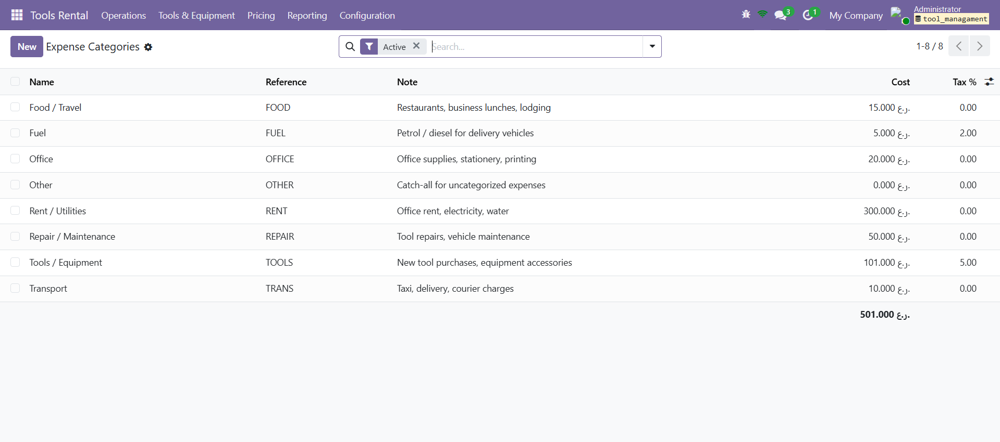 Tools Rental Operations Tools & Equipment Pricing Reporting Configuration 3 1 My Company Administrator
tool_managament
New Expense Categories Active Search... 1-8 / 8
Name Reference Note Cost Tax %
Food / Travel FOOD Restaurants, business lunches, lodging 15.000 ر.ع. 0.00
Fuel FUEL Petrol / diesel for delivery vehicles 5.000 ر.ع. 2.00
Office OFFICE Office supplies, stationery, printing 20.000 ر.ع. 0.00
Other OTHER Catch-all for uncategorized expenses 0.000 ر.ع. 0.00
Rent / Utilities RENT Office rent, electricity, water 300.000 ر.ع. 0.00
Repair / Maintenance REPAIR Tool repairs, vehicle maintenance 50.000 ر.ع. 0.00
Tools / Equipment TOOLS New tool purchases, equipment accessories 101.000 ر.ع. 5.00
Transport TRANS Taxi, delivery, courier charges 10.000 ر.ع. 0.00
501.000 ر.ع.